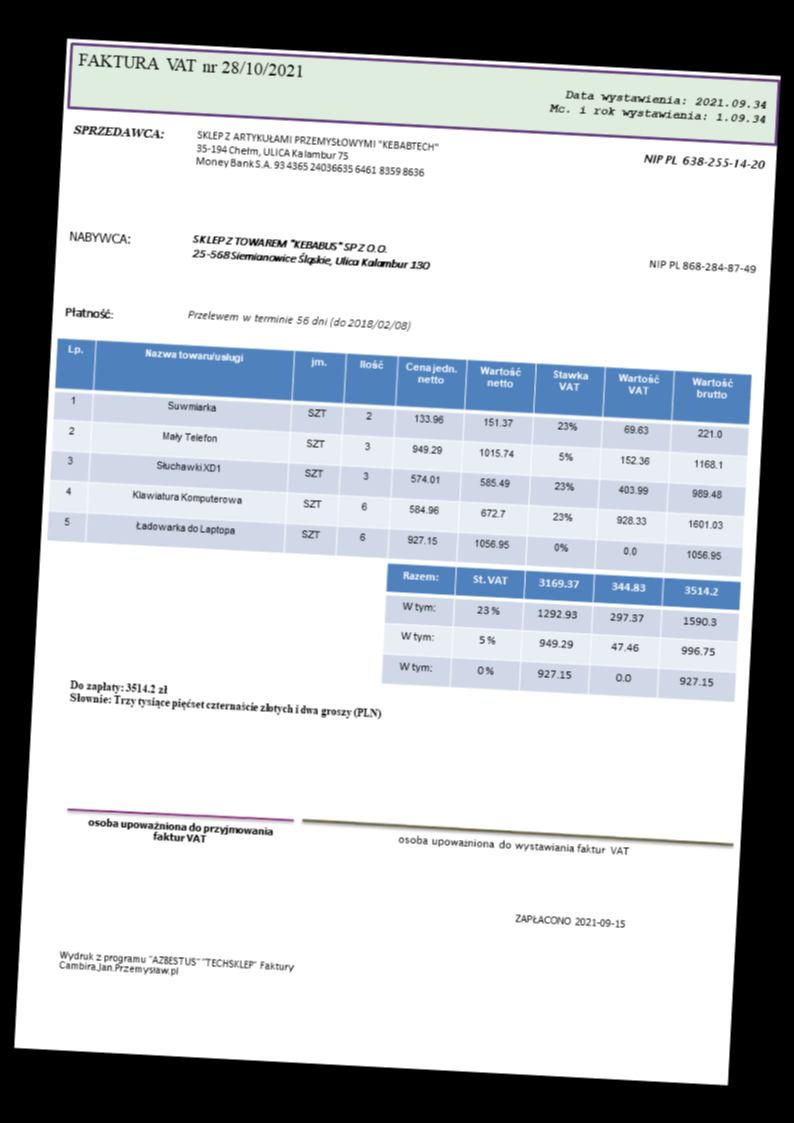 FAKTURA VAT nr 28/10/2021
Data wystawienia: 2021.09.34
Mc. i rok wystawienia: 1.09.34
SPRZEDAWCA:
SKLEP Z ARTYKUŁAMI PRZEMYSŁOWYMI "KEBABTECH"
35-194 Chełm, ULICA Kalambur 75
Money Bank S.A. 93 4365 2403 6635 6461 8359 8636
NIP PL 638-255-14-20
NABYWCA:
SKLEP Z TOWAREM "KEBABUS" SP Z O.O.
25-568 Siemianowice Śląskie, Ulica Kalambur 130
NIP PL 868-284-87-49
Płatność: Przelewem w terminie 56 dni (do 2018/02/08)
Lp. Nazwa towaru/usługi jm. Ilość Cena jedn. netto Wartość netto Stawka VAT Wartość VAT Wartość brutto
1 Suwmiarka SZT 2 133.96 151.37 23% 69.63 221.0
2 Mały Telefon SZT 3 949.29 1015.74 5% 152.36 1168.1
3 Słuchawki XD1 SZT 3 574.01 585.49 23% 403.99 989.48
4 Klawiatura Komputerowa SZT 6 584.96 672.7 23% 928.33 1601.03
5 Ładowarka do Laptopa SZT 6 927.15 1056.95 0% 0.0 1056.95
Razem: St. VAT 3169.37 344.83 3514.2
W tym: 23 % 1292.93 297.37 1590.3
W tym: 5 % 949.29 47.46 996.75
W tym: 0 % 927.15 0.0 927.15
Do zapłaty: 3514.2 zł
Słownie: Trzy tysiące pięćset czternaście złotych i dwa groszy (PLN)
osoba upoważniona do przyjmowania
faktur VAT
osoba upoważniona do wystawiania faktur VAT
ZAPŁACONO 2021-09-15
Wydruk z programu "AZBESTUS" "TECHSKLEP" Faktury
Cambira.Jan.Przemysław.pl